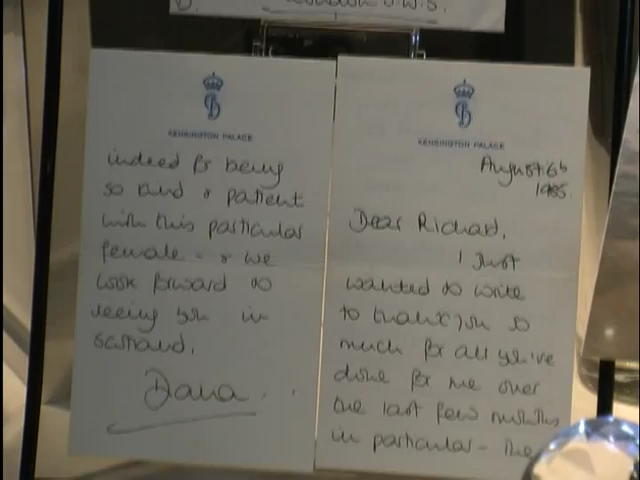 London S.W.8.
KENSINGTON PALACE
August 6th
1985.
Dear Richard,
I just
wanted to write
to thank you so
much for all you've
done for me over
the last few months
in particular - the
KENSINGTON PALACE
indeed for being
so kind & patient
with this particular
female - & we
look forward to
seeing you in
Scotland.
Diana.